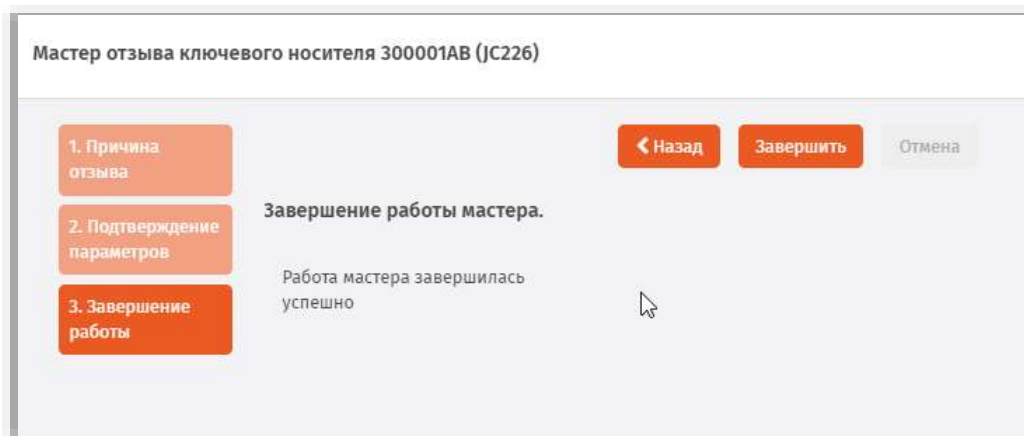 Мастер отзыва ключевого носителя 300001AB (JC226)
1. Причина
отзыва
2. Подтверждение
параметров
3. Завершение
работы
Назад
Завершить
Отмена
Завершение работы мастера.
Работа мастера завершилась
успешно